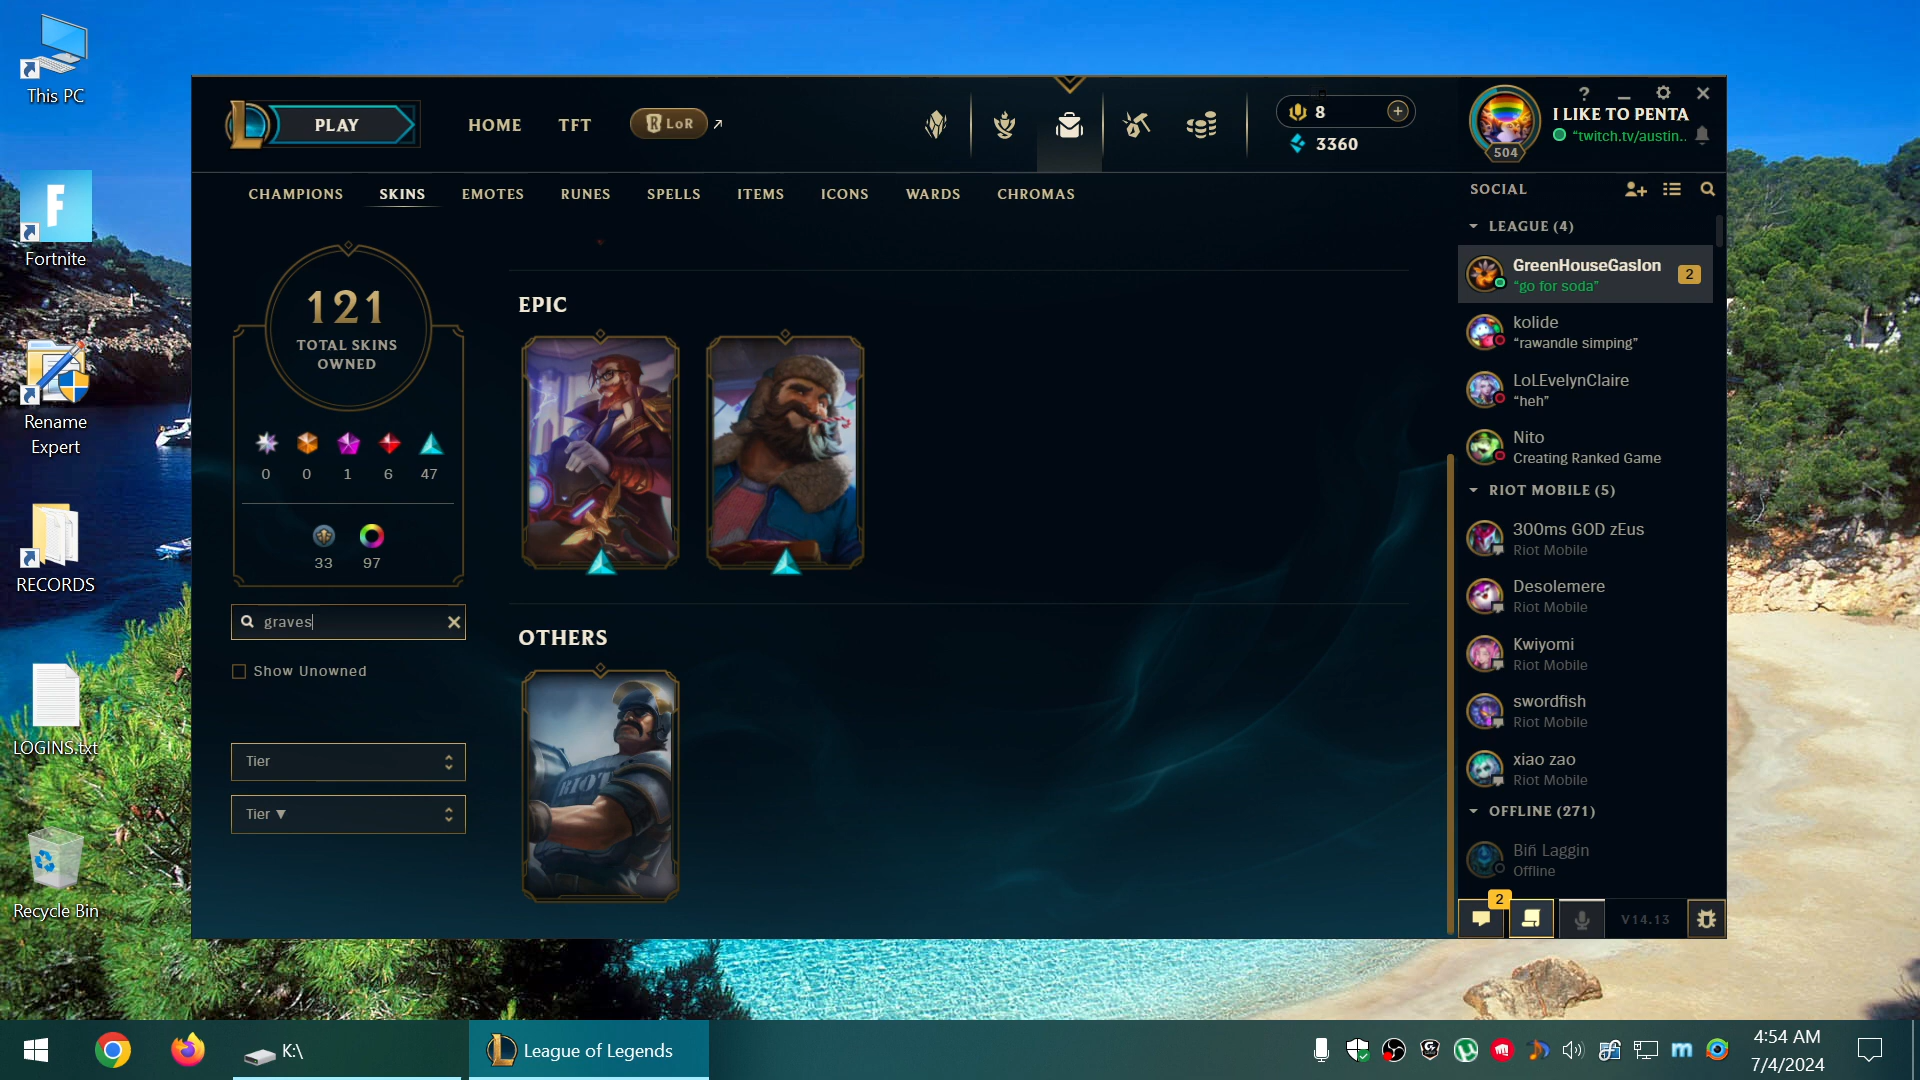 This PC
Fortnite
Rename
Expert
RECORDS
LOGINS.txt
Recycle Bin
PLAY
HOME
TFT
LoR
8
3360
?
I LIKE TO PENTA
“twitch.tv/austin..
504
CHAMPIONS
SKINS
EMOTES
RUNES
SPELLS
ITEMS
ICONS
WARDS
CHROMAS
121
TOTAL SKINS
OWNED
0
0
1
6
47
33
97
graves
Show Unowned
Tier
Tier ▼
EPIC
OTHERS
RIOT
SOCIAL
LEAGUE (4)
GreenHouseGasIon
“go for soda”
2
kolide
“rawandle simping”
LoLEvelynClaire
“heh”
Nito
Creating Ranked Game
RIOT MOBILE (5)
300ms GOD zEus
Riot Mobile
Desolemere
Riot Mobile
Kwiyomi
Riot Mobile
swordfish
Riot Mobile
xiao zao
Riot Mobile
OFFLINE (271)
Biñ Laggin
Offline
2
V14.13
K:\
League of Legends
4:54 AM
7/4/2024